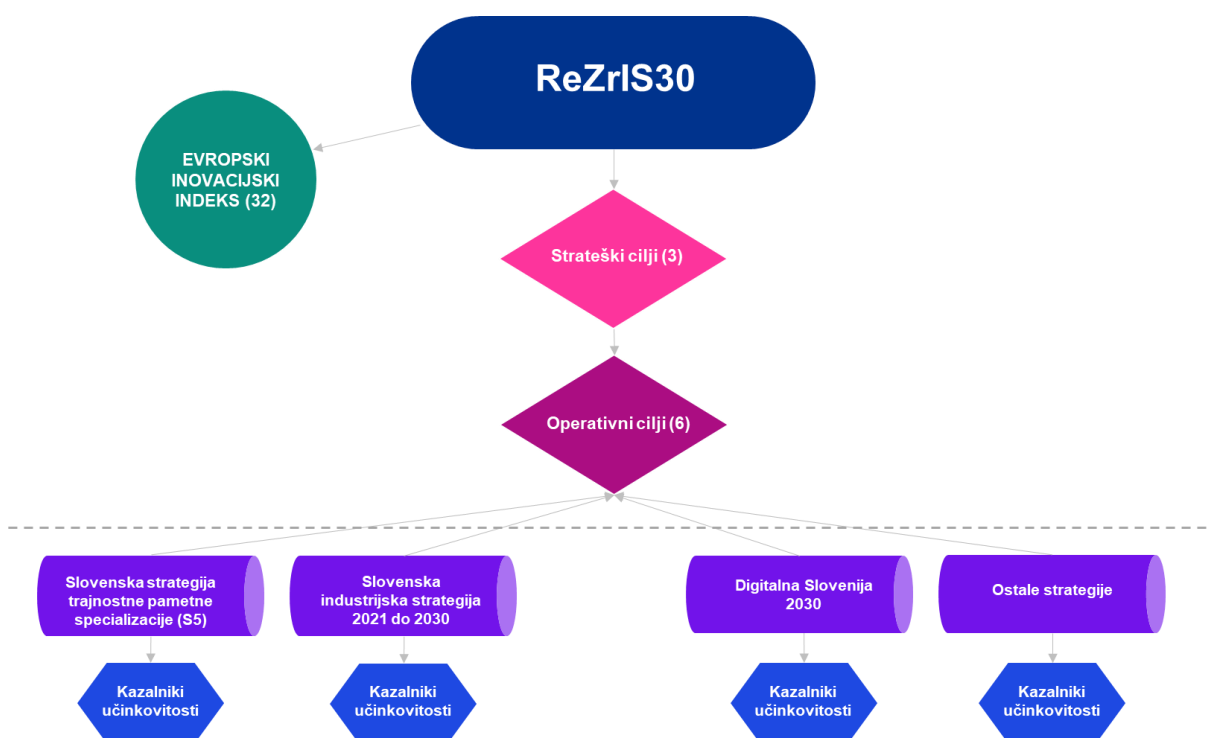 ReZrIS30
EVROPSKI
INOVACIJSKI
INDEKS (32)
Strateški cilji (3)
Operativni cilji (6)
Slovenska strategija
trajnostne pametne
specializacije (S5)
Slovenska
industrijska strategija
2021 do 2030
Digitalna Slovenija
2030
Ostale strategije
Kazalniki
učinkovitosti
Kazalniki
učinkovitosti
Kazalniki
učinkovitosti
Kazalniki
učinkovitosti